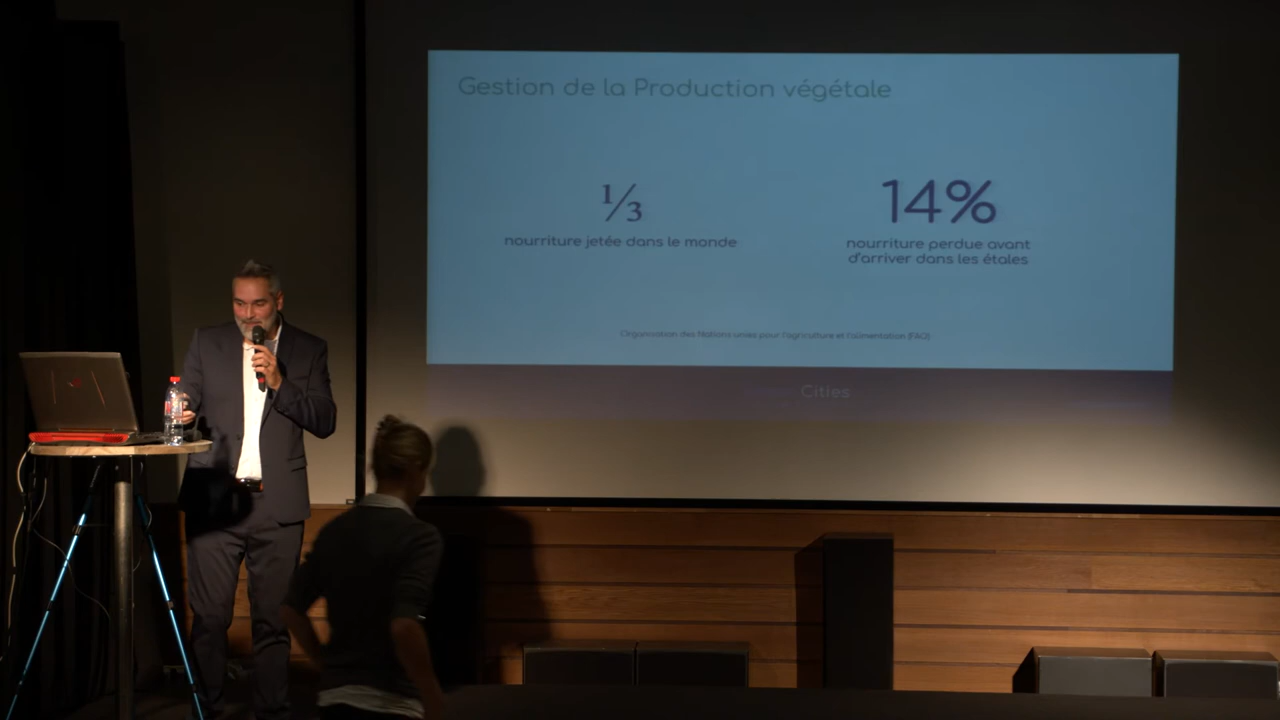 Gestion de la Production végétale
⅓
nourriture jetée dans le monde
14%
nourriture perdue avant
d'arriver dans les étales
Organisation des Nations unies pour l'agriculture et l'alimentation (FAO)
Cities